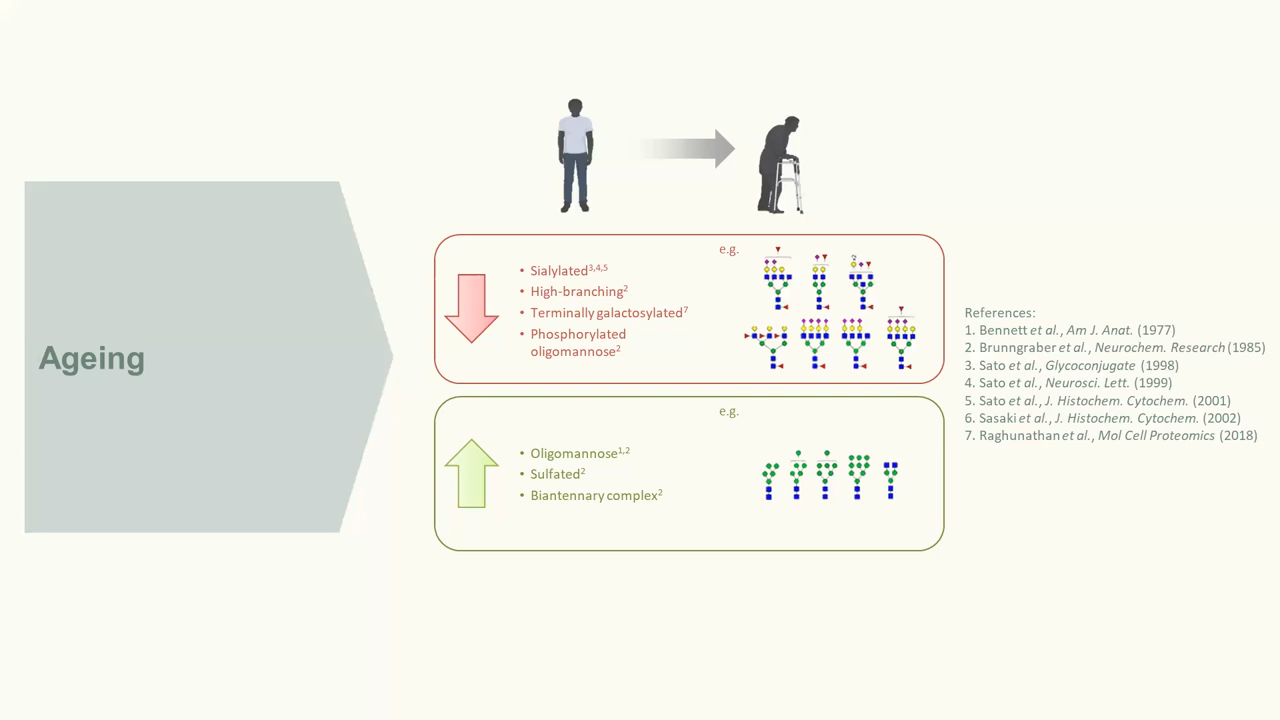 Ageing
e.g.
• Sialylated3,4,5
• High-branching2
• Terminally galactosylated7
• Phosphorylated
oligomannose2
e.g.
• Oligomannose1,2
• Sulfated2
• Biantennary complex2
References:
1. Bennett et al., Am J. Anat. (1977)
2. Brunngraber et al., Neurochem. Research (1985)
3. Sato et al., Glycoconjugate (1998)
4. Sato et al., Neurosci. Lett. (1999)
5. Sato et al., J. Histochem. Cytochem. (2001)
6. Sasaki et al., J. Histochem. Cytochem. (2002)
7. Raghunathan et al., Mol Cell Proteomics (2018)